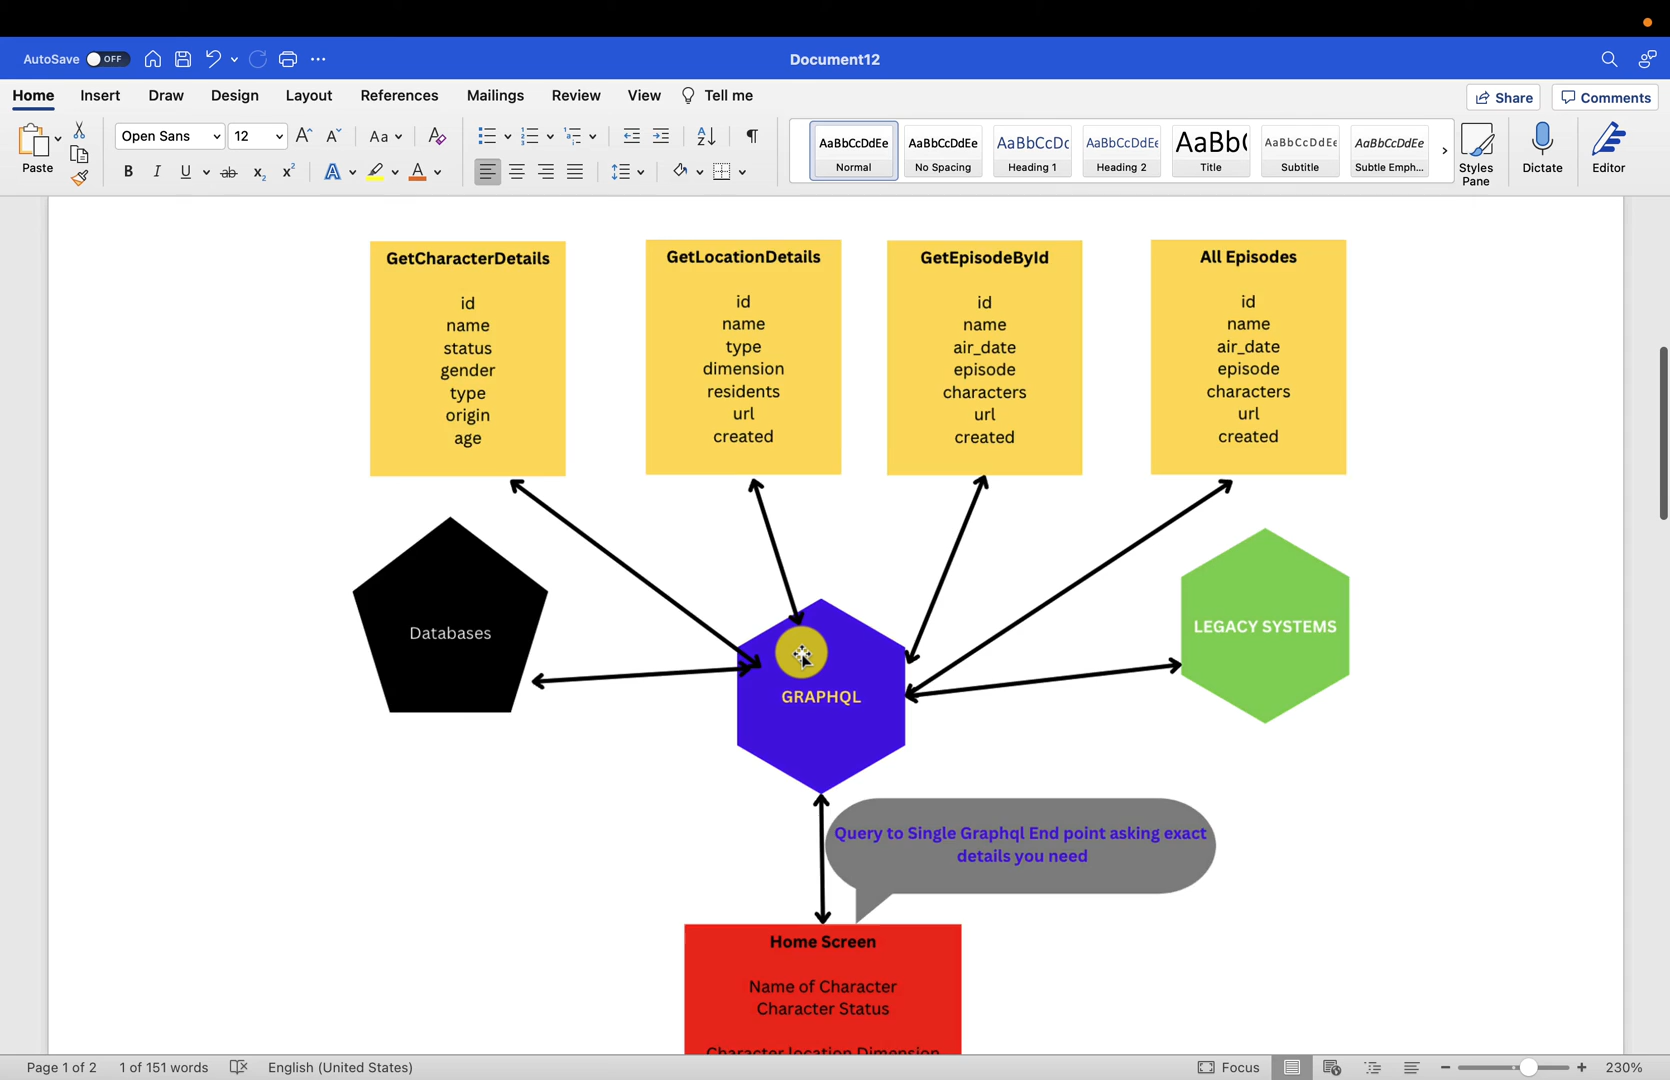 AutoSave OFF
Document12
Home Insert Draw Design Layout References Mailings Review View Tell me
Share Comments
Paste
Open Sans 12
Aa
AaBbCcDdEe AaBbCcDdEe AaBbCcDc AaBbCcDdEe AaBb( AaBbCcDdEe AaBbCcDdEe
Normal No Spacing Heading 1 Heading 2 Title Subtitle Subtle Emph...
Styles
Pane
Dictate
Editor
GetCharacterDetails
id
name
status
gender
type
origin
age
GetLocationDetails
id
name
type
dimension
residents
url
created
GetEpisodeById
id
name
air_date
episode
characters
url
created
All Episodes
id
name
air_date
episode
characters
url
created
Databases
LEGACY SYSTEMS
GRAPHQL
Query to Single Graphql End point asking exact
details you need
Home Screen
Name of Character
Character Status
Character location Dimension
Page 1 of 2 1 of 151 words English (United States) Focus 230%